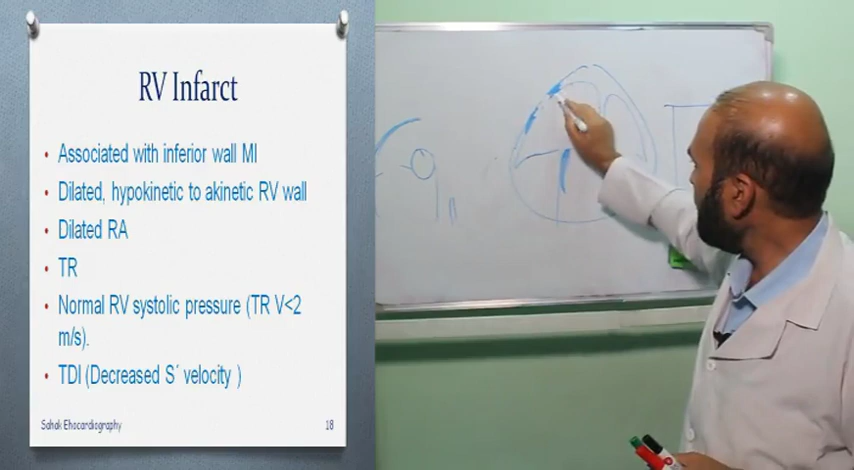 RV Infarct
• Associated with inferior wall MI
• Dilated, hypokinetic to akinetic RV wall
• Dilated RA
• TR
• Normal RV systolic pressure (TR V<2
m/s).
• TDI (Decreased S´ velocity )
Sahak Ehocardiography 18